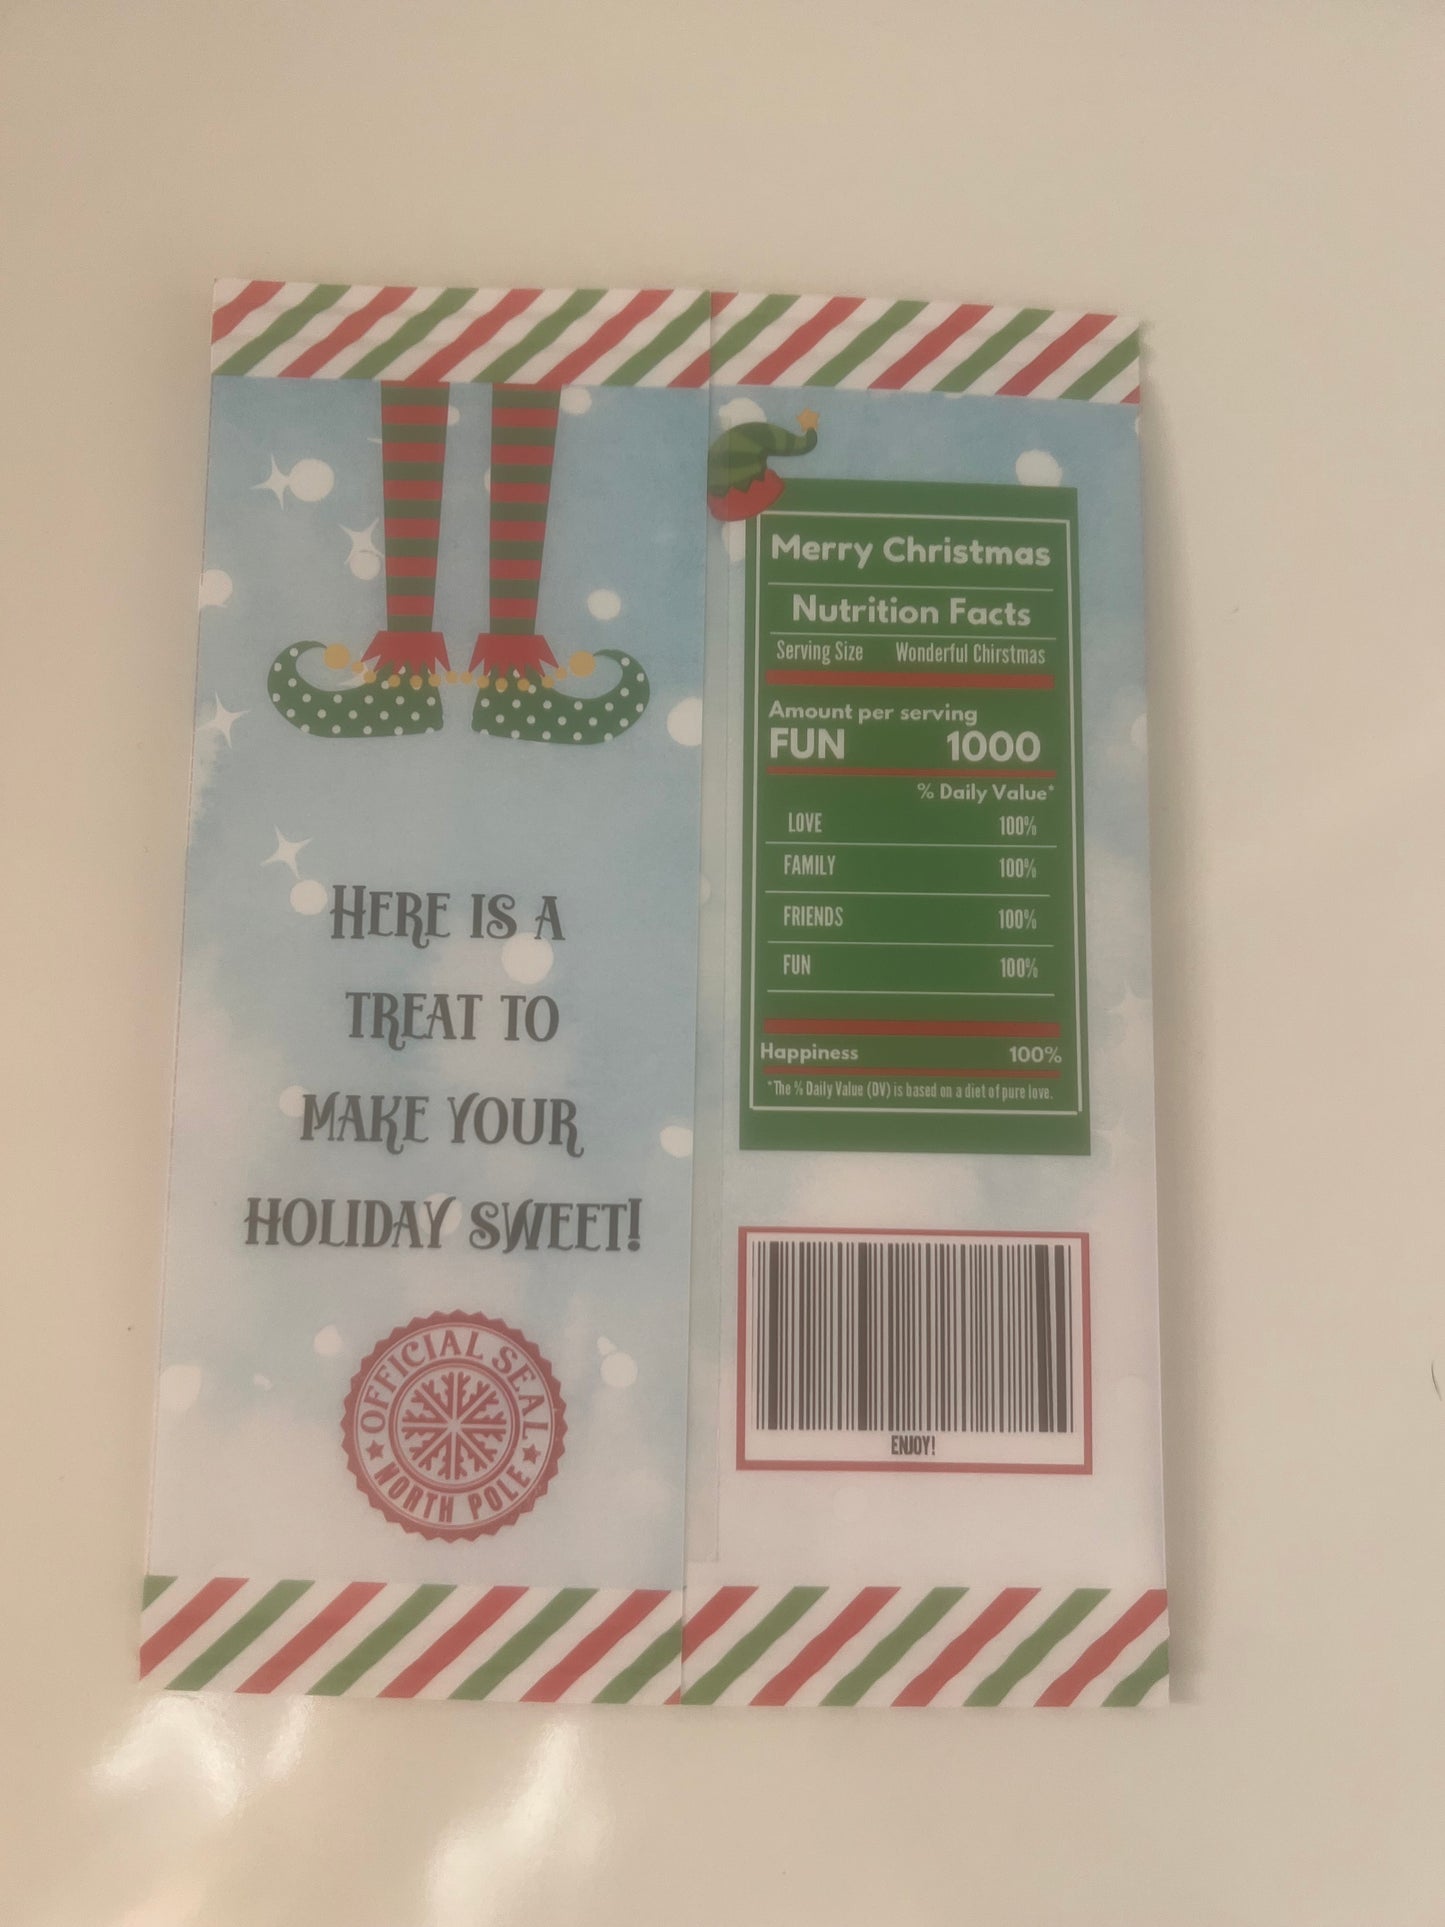 HERE IS A
TREAT TO
MAKE YOUR
HOLIDAY SWEET!
OFFICIAL SEAL
NORTH POLE
Merry Christmas
Nutrition Facts
Serving Size Wonderful Chirstmas
Amount per serving
FUN 1000
% Daily Value*
LOVE 100%
FAMILY 100%
FRIENDS 100%
FUN 100%
Happiness 100%
*The % Daily Value (DV) is based on a diet of pure love.
ENJOY!